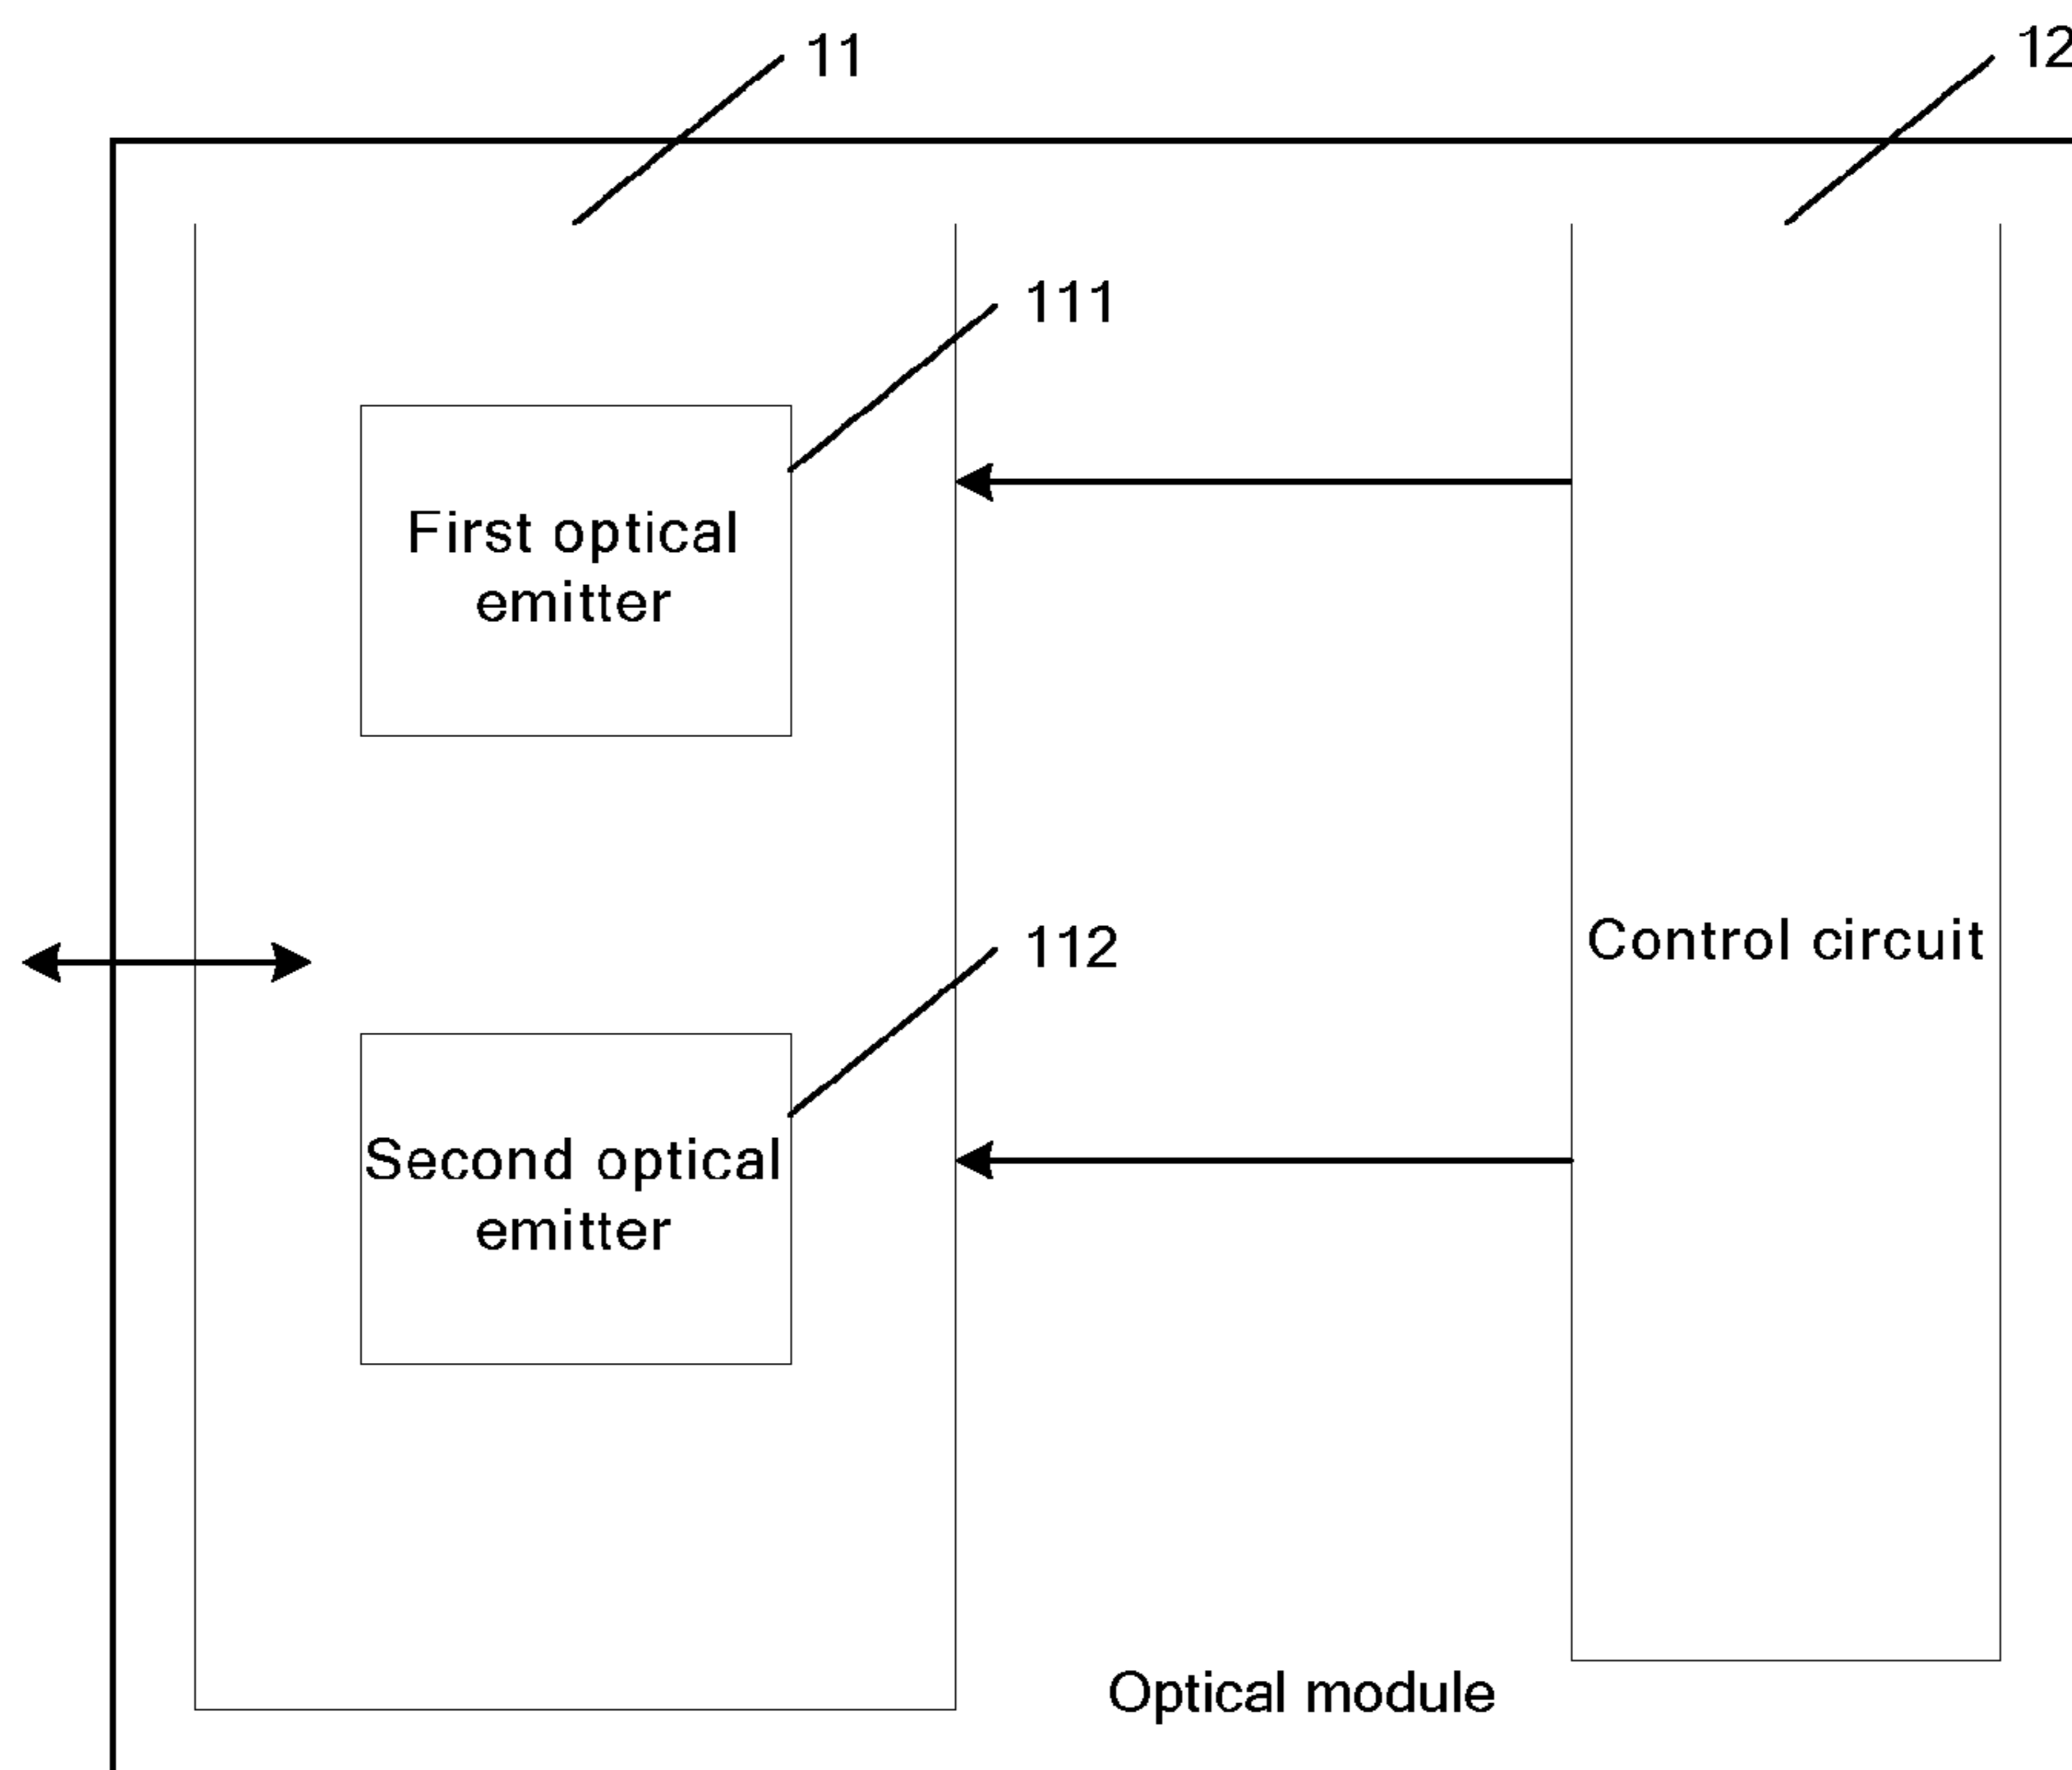 11
12
111
First optical
emitter
112
Control circuit
Second optical
emitter
Optical module